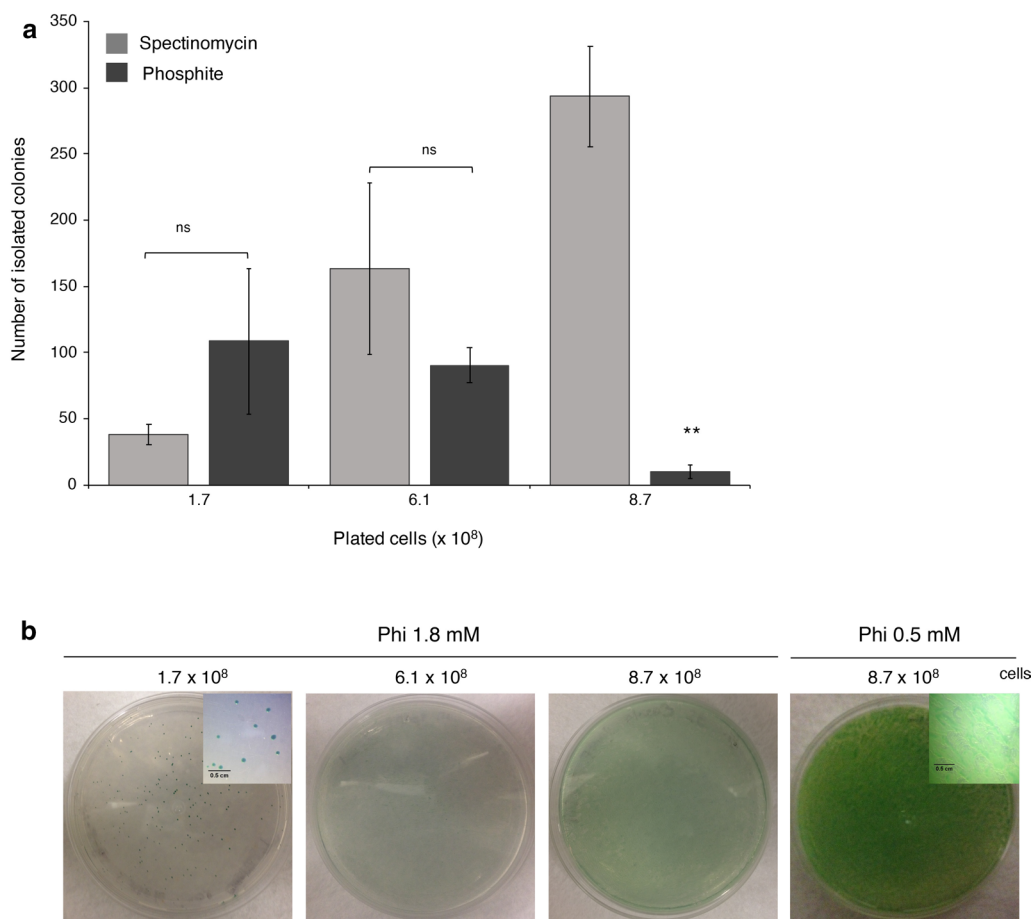 a
350
300
250
200
150
100
50
0
Number of isolated colonies
Spectinomycin
Phosphite
ns
ns
**
1.7
6.1
8.7
Plated cells (x 10⁸)
b
Phi 1.8 mM
Phi 0.5 mM
1.7 x 10⁸
6.1 x 10⁸
8.7 x 10⁸
8.7 x 10⁸
cells
0.5 cm
0.5 cm